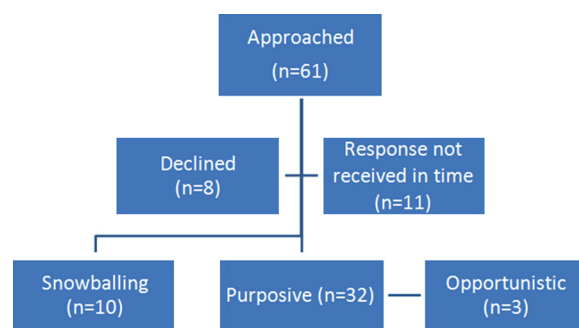 Approached
(n=61)
Declined
(n=8)
Response not
received in time
(n=11)
Snowballing
(n=10)
Purposive (n=32)
Opportunistic
(n=3)